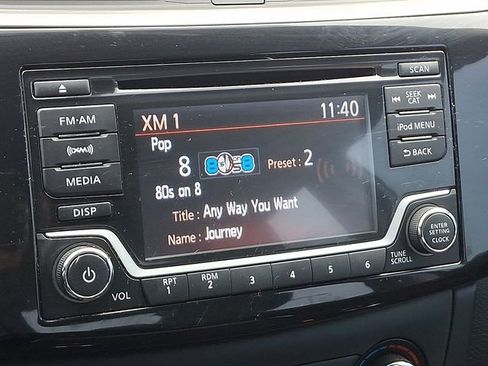 SCAN
FM·AM
XM 1 11:40
SEEK
CAT
Pop
((XM))
8 Preset : 2
iPod MENU
80s on 8
BACK
MEDIA
Title : Any Way You Want
DISP
Name : Journey
ENTER
SETTING
CLOCK
VOL
RPT
1
RDM
2
3
4
5
6
TUNE
SCROLL